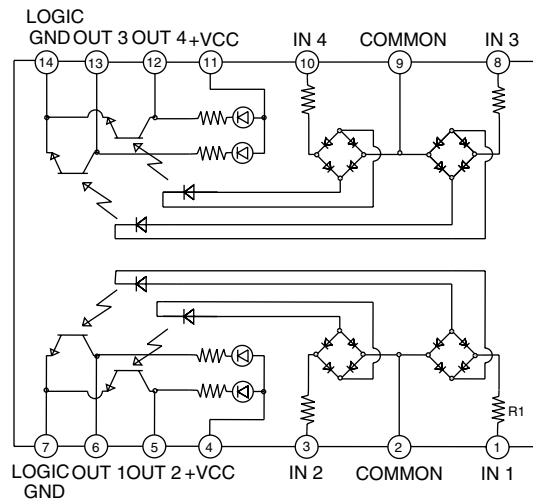 LOGIC
GND OUT 3 OUT 4 +VCC IN 4 COMMON IN 3
14 13 12 11 10 9 8
R1
7 6 5 4 3 2 1
LOGIC OUT 1 OUT 2 +VCC IN 2 COMMON IN 1
GND